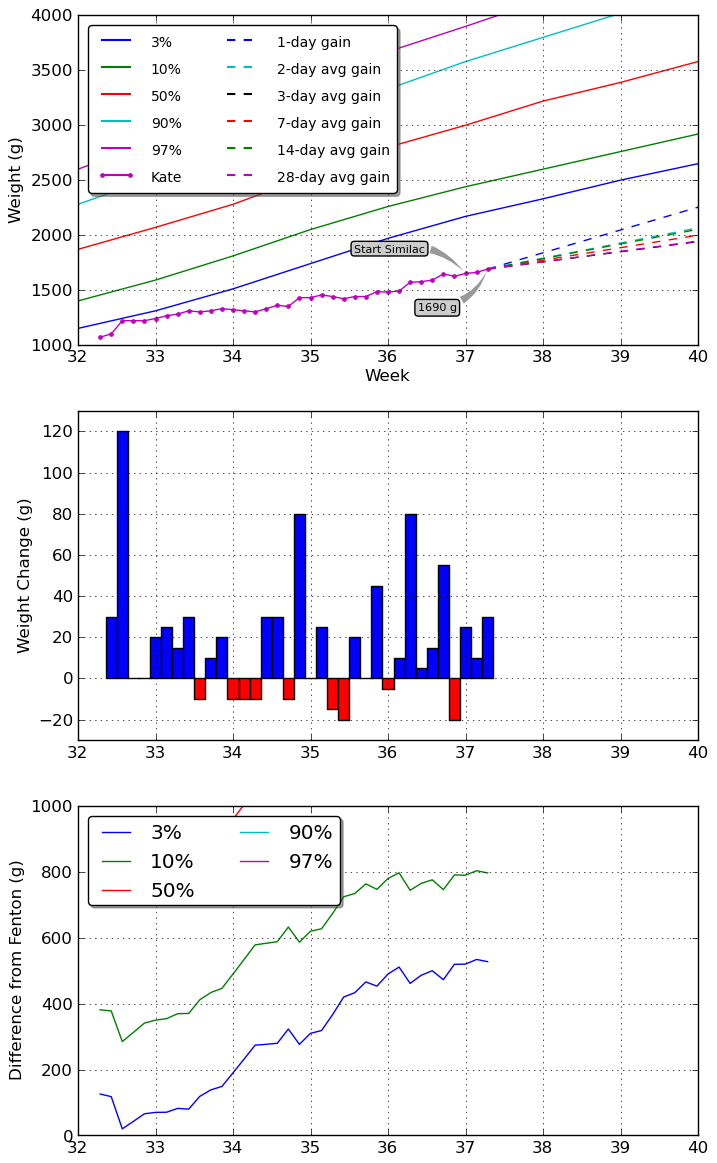 4000
3500
3000
2500
2000
1500
1000
Weight (g)
3%
10%
50%
90%
97%
Kate
1-day gain
2-day avg gain
3-day avg gain
7-day avg gain
14-day avg gain
28-day avg gain
Start Similac
1690 g
32 33 34 35 36 37 38 39 40
Week
120
100
80
60
40
20
0
−20
Weight Change (g)
32 33 34 35 36 37 38 39 40
1000
800
600
400
200
0
Difference from Fenton (g)
3%
10%
50%
90%
97%
32 33 34 35 36 37 38 39 40